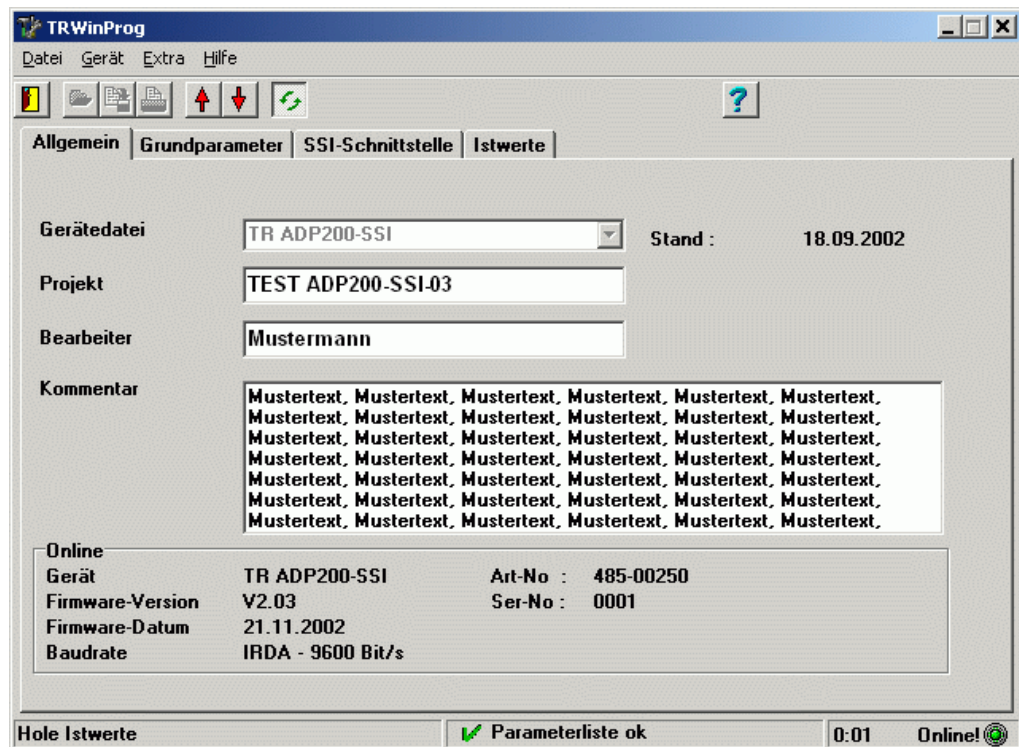 TRWinProg
Datei Gerät Extra Hilfe
?
Allgemein Grundparameter SSI-Schnittstelle Istwerte
Gerätedatei TR ADP200-SSI Stand : 18.09.2002
Projekt TEST ADP200-SSI-03
Bearbeiter Mustermann
Kommentar Mustertext, Mustertext, Mustertext, Mustertext, Mustertext, Mustertext,
Mustertext, Mustertext, Mustertext, Mustertext, Mustertext, Mustertext,
Mustertext, Mustertext, Mustertext, Mustertext, Mustertext, Mustertext,
Mustertext, Mustertext, Mustertext, Mustertext, Mustertext, Mustertext,
Mustertext, Mustertext, Mustertext, Mustertext, Mustertext, Mustertext,
Mustertext, Mustertext, Mustertext, Mustertext, Mustertext, Mustertext,
Mustertext, Mustertext, Mustertext, Mustertext, Mustertext, Mustertext,
Online
Gerät TR ADP200-SSI Art-No : 485-00250
Firmware-Version V2.03 Ser-No : 0001
Firmware-Datum 21.11.2002
Baudrate IRDA - 9600 Bit/s
Hole Istwerte Parameterliste ok 0:01 Online!